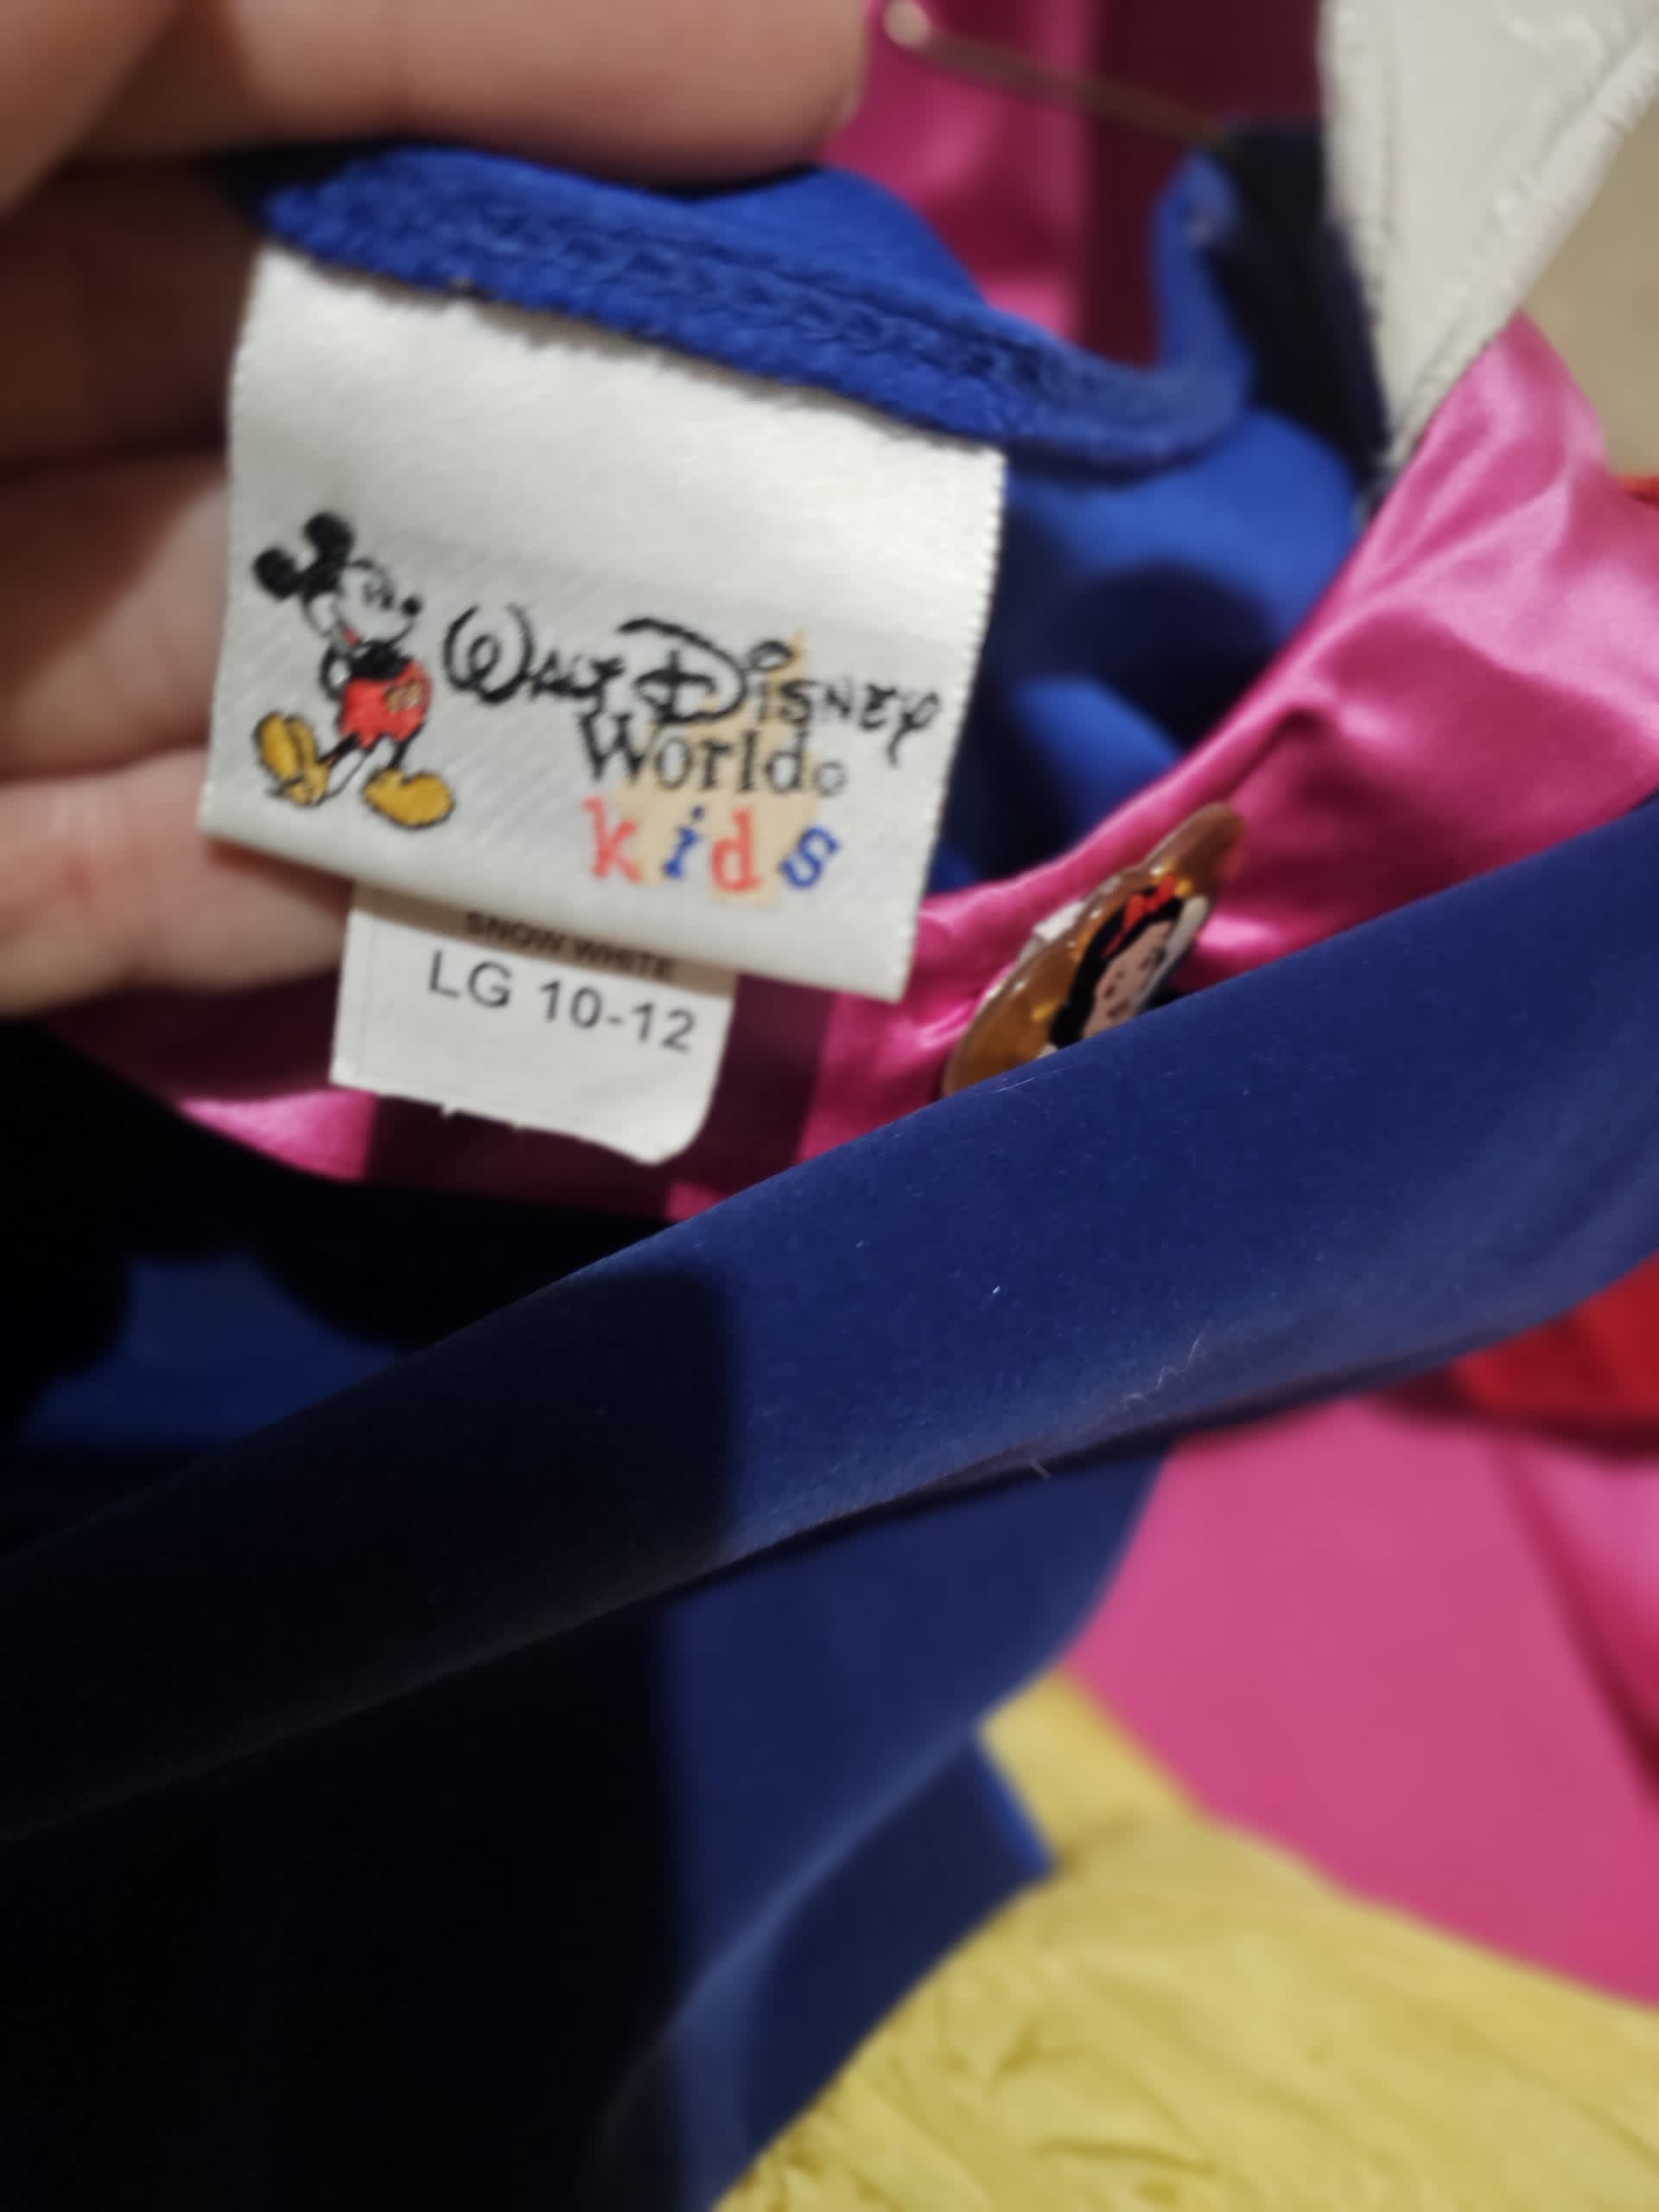 Walt Disney
World®
kids
SNOW WHITE
LG 10-12